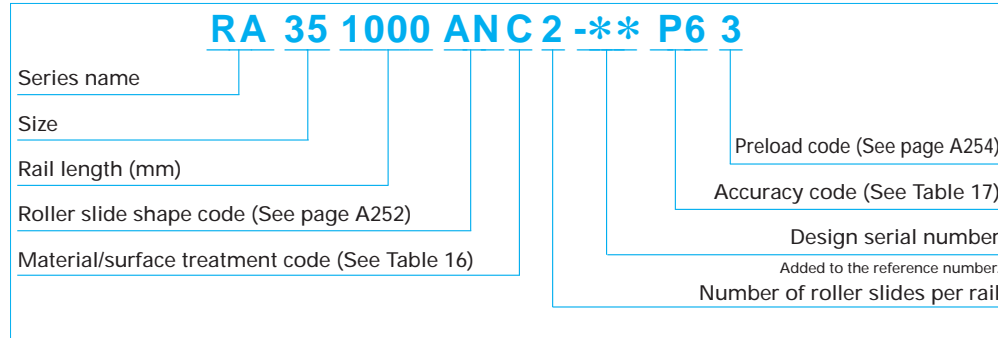 RA 35 1000 AN C 2 -** P6 3
Series name
Size
Rail length (mm)
Roller slide shape code (See page A252)
Material/surface treatment code (See Table 16)
Preload code (See page A254)
Accuracy code (See Table 17)
Design serial number
Added to the reference number.
Number of roller slides per rail